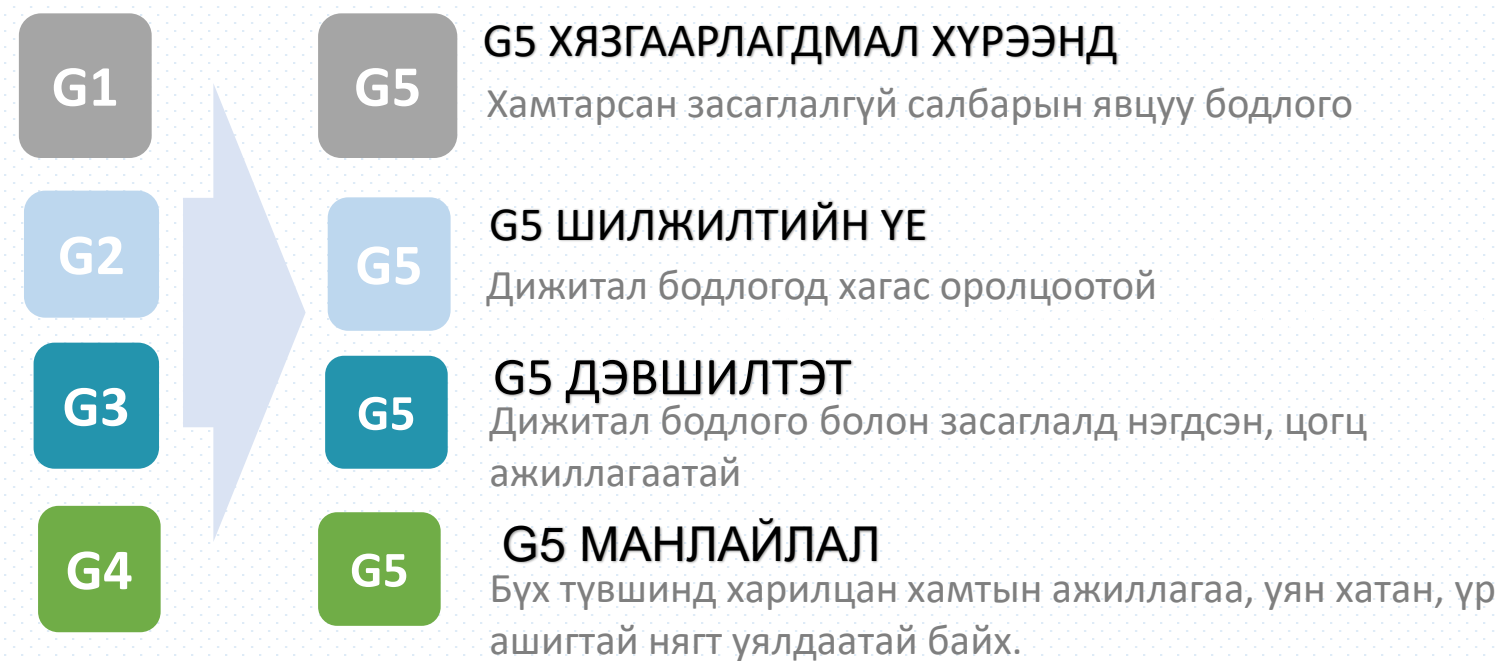 G1
G5
G5 ХЯЗГААРЛАГДМАЛ ХҮРЭЭНД
Хамтарсан засаглалгүй салбарын явцуу бодлого
G2
G5
G5 ШИЛЖИЛТИЙН ҮЕ
Дижитал бодлогод хагас оролцоотой
G3
G5
G5 ДЭВШИЛТЭТ
Дижитал бодлого болон засаглалд нэгдсэн, цогц
ажиллагаатай
G4
G5
G5 МАНЛАЙЛАЛ
Бүх түвшинд харилцан хамтын ажиллагаа, уян хатан, үр
ашигтай нягт уялдаатай байх.